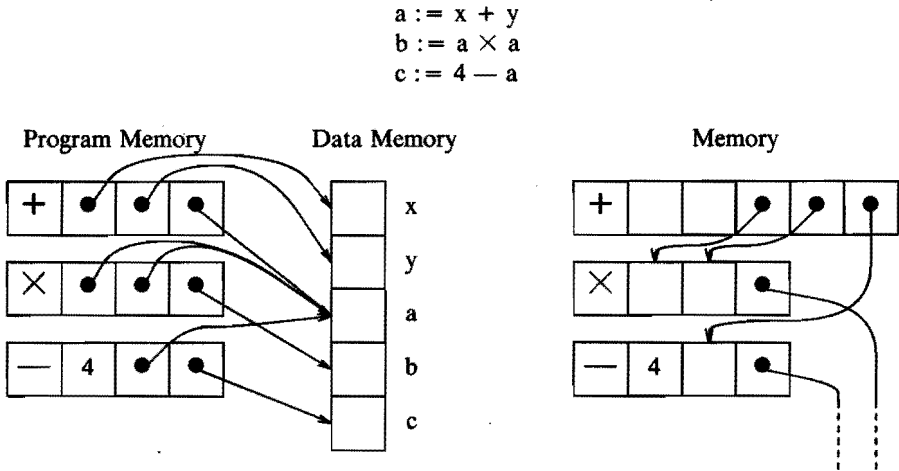 a := x + y
b := a × a
c := 4 — a
Program Memory Data Memory Memory
+ x +
y
× a ×
— 4 b — 4
c